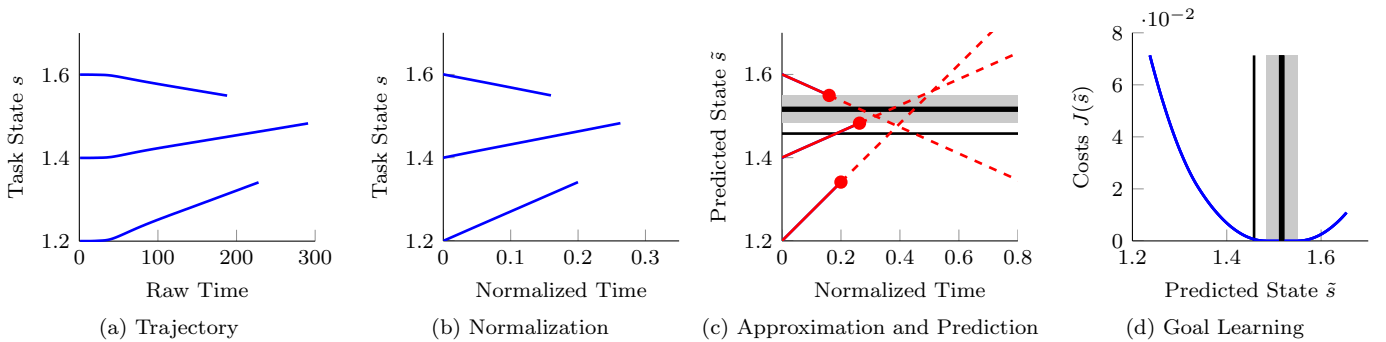 Task State s
1.6
1.4
1.2
0
100
200
300
Raw Time
(a) Trajectory
Task State s
1.6
1.4
1.2
0
0.1
0.2
0.3
Normalized Time
(b) Normalization
Predicted State s̃
1.6
1.4
1.2
0
0.2
0.4
0.6
0.8
Normalized Time
(c) Approximation and Prediction
·10⁻²
Costs J(s̃)
8
6
4
2
0
1.2
1.4
1.6
Predicted State s̃
(d) Goal Learning